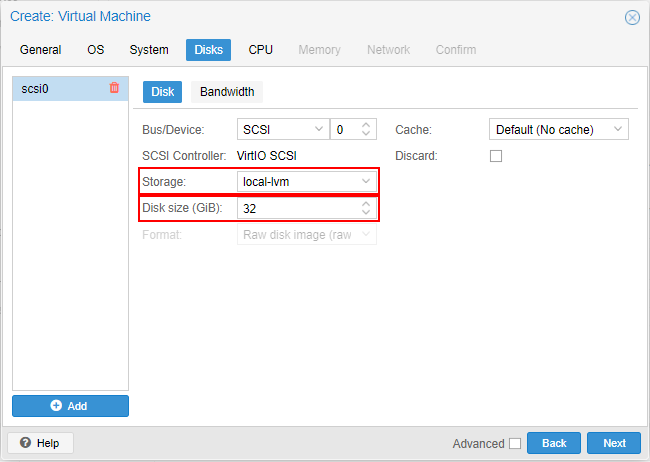 Create: Virtual Machine
General OS System Disks CPU Memory Network Confirm
scsi0
Disk Bandwidth
Bus/Device: SCSI 0 Cache: Default (No cache)
SCSI Controller: VirtIO SCSI Discard:
Storage: local-lvm
Disk size (GiB): 32
Format: Raw disk image (raw
Add
Help Advanced Back Next